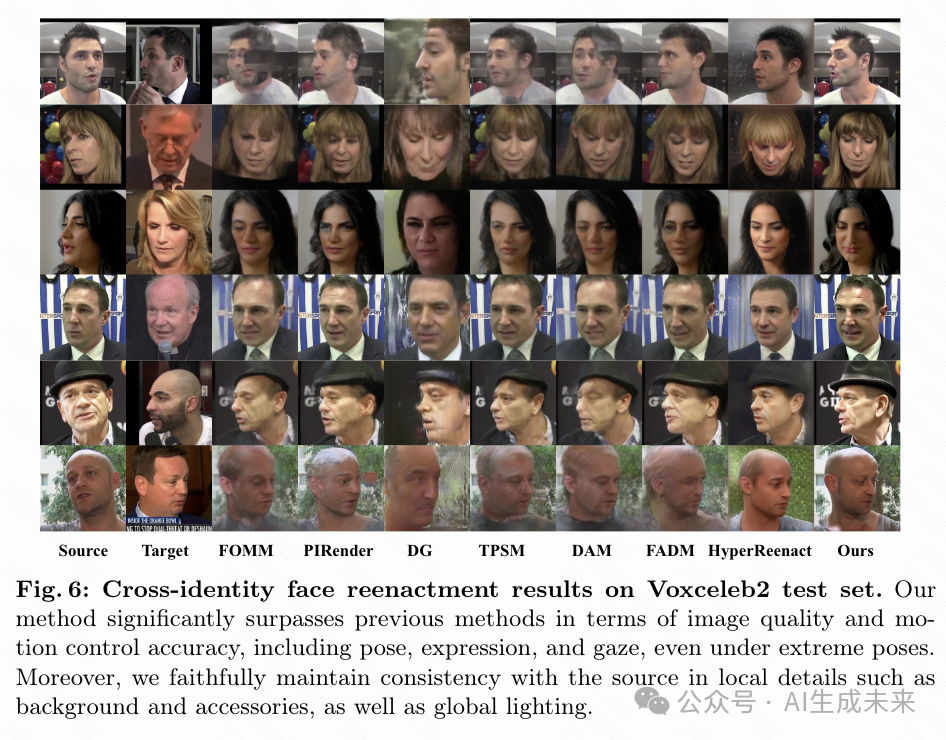 INSIDE THE CHANGE BOWL
NG TO STOP DUAL-THREAT QB DESHAUN
Source Target FOMM PIRender DG TPSM DAM FADM HyperReenact Ours
Fig. 6: Cross-identity face reenactment results on Voxceleb2 test set. Our
method significantly surpasses previous methods in terms of image quality and mo-
tion control accuracy, including pose, expression, and gaze, even under extreme poses.
Moreover, we faithfully maintain consistency with the source in local details such as
background and accessories, as well as global lighting.
公众号 · AI生成未来